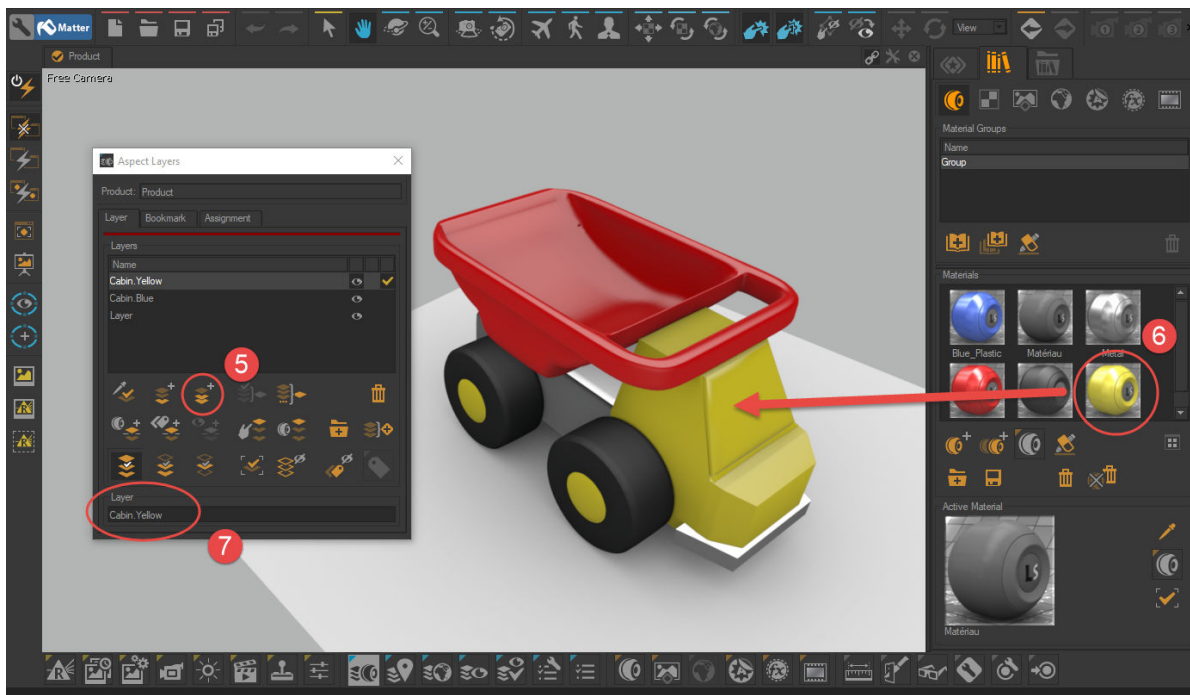 Matter
View
Product
Free Camera
Aspect Layers
Product: Product
Layer Bookmark Assignment
Layers
Name
Cabin.Yellow
Cabin.Blue
Layer
5
Layer
Cabin.Yellow
7
Material Groups
Name
Group
Materials
Blue_Plastic Matériau Metal
6
Active Material
LS
Matériau